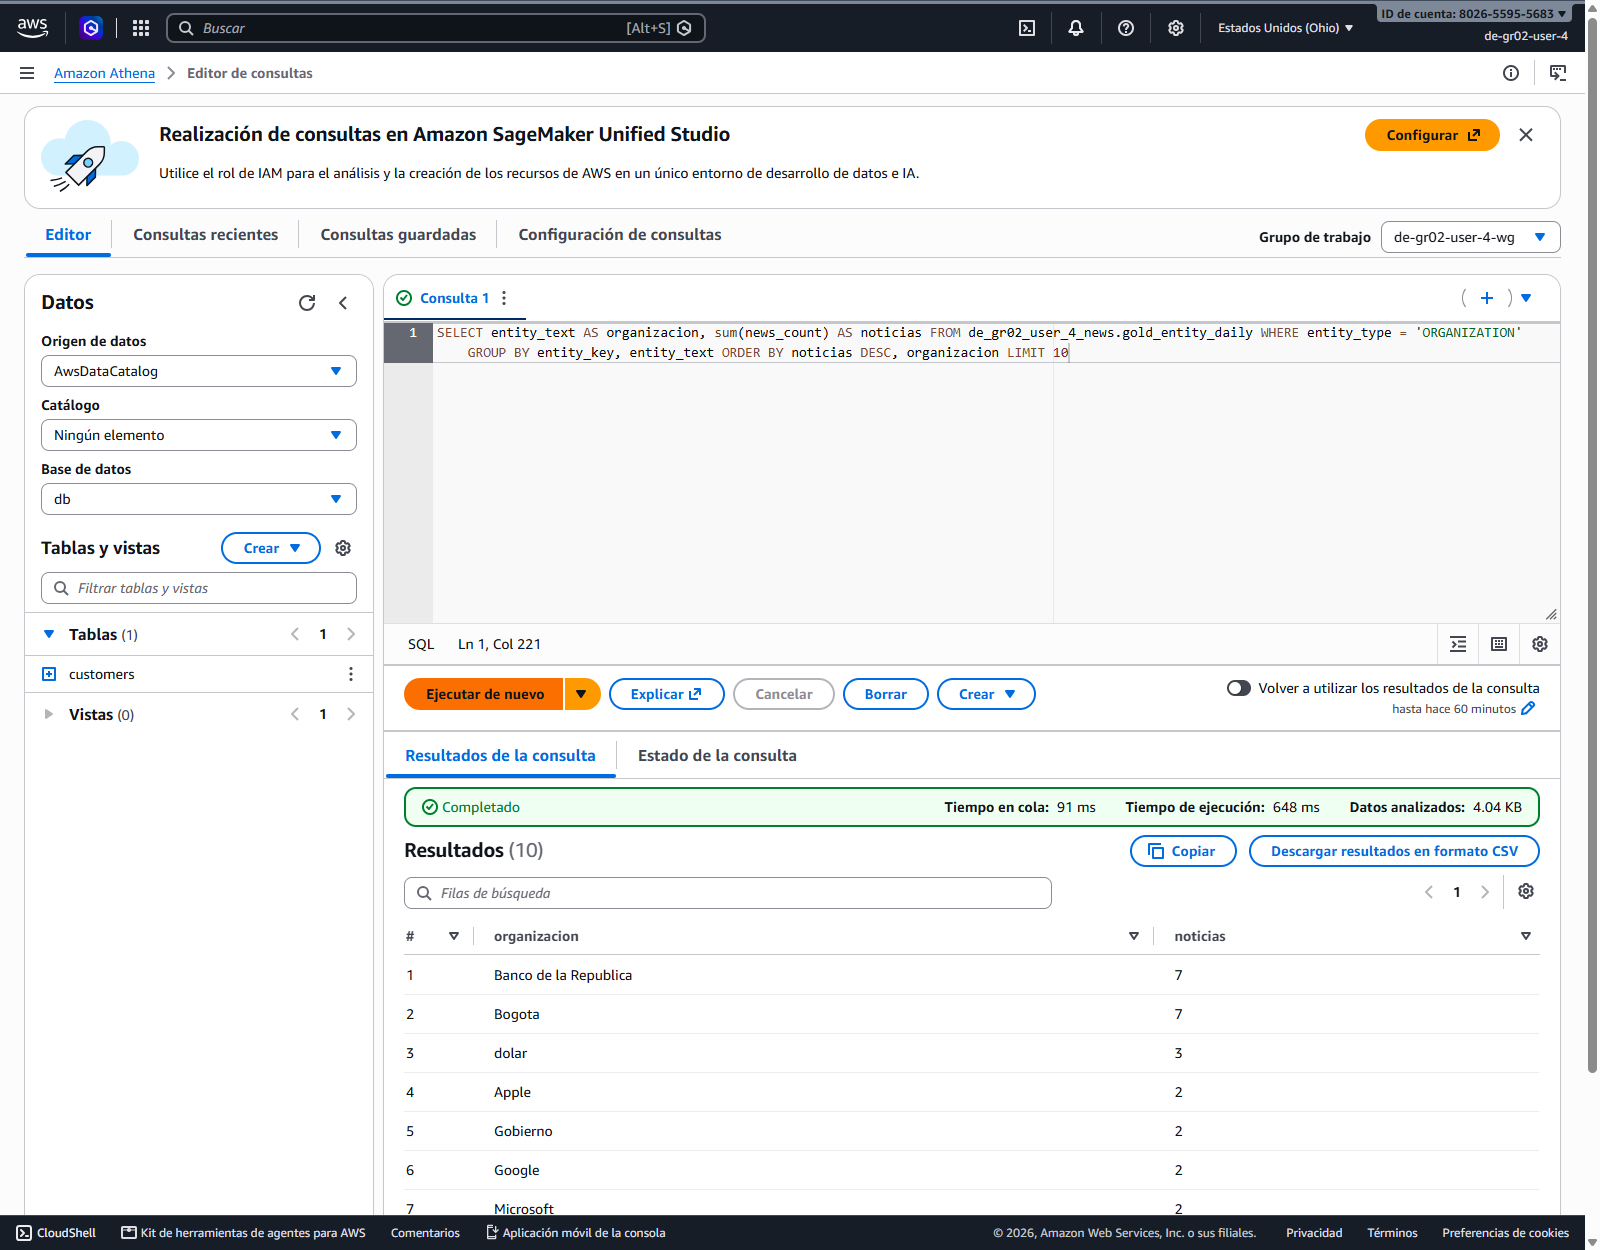 aws
Buscar
[Alt+S]
Estados Unidos (Ohio)
ID de cuenta: 8026-5595-5683
de-gr02-user-4
Amazon Athena
Editor de consultas
Realización de consultas en Amazon SageMaker Unified Studio
Utilice el rol de IAM para el análisis y la creación de los recursos de AWS en un único entorno de desarrollo de datos e IA.
Configurar
Editor
Consultas recientes
Consultas guardadas
Configuración de consultas
Grupo de trabajo
de-gr02-user-4-wg
Datos
Origen de datos
AwsDataCatalog
Catálogo
Ningún elemento
Base de datos
db
Tablas y vistas
Crear
Filtrar tablas y vistas
Tablas (1)
1
customers
Vistas (0)
1
Consulta 1
1
SELECT entity_text AS organizacion, sum(news_count) AS noticias FROM de_gr02_user_4_news.gold_entity_daily WHERE entity_type = 'ORGANIZATION'
GROUP BY entity_key, entity_text ORDER BY noticias DESC, organizacion LIMIT 10
SQL
Ln 1, Col 221
Ejecutar de nuevo
Explicar
Cancelar
Borrar
Crear
Volver a utilizar los resultados de la consulta
hasta hace 60 minutos
Resultados de la consulta
Estado de la consulta
Completado
Tiempo en cola: 91 ms
Tiempo de ejecución: 648 ms
Datos analizados: 4.04 KB
Resultados (10)
Copiar
Descargar resultados en formato CSV
Filas de búsqueda
1
# organizacion noticias
1 Banco de la Republica 7
2 Bogota 7
3 dolar 3
4 Apple 2
5 Gobierno 2
6 Google 2
7 Microsoft 2
CloudShell
Kit de herramientas de agentes para AWS
Comentarios
Aplicación móvil de la consola
© 2026, Amazon Web Services, Inc. o sus filiales.
Privacidad
Términos
Preferencias de cookies